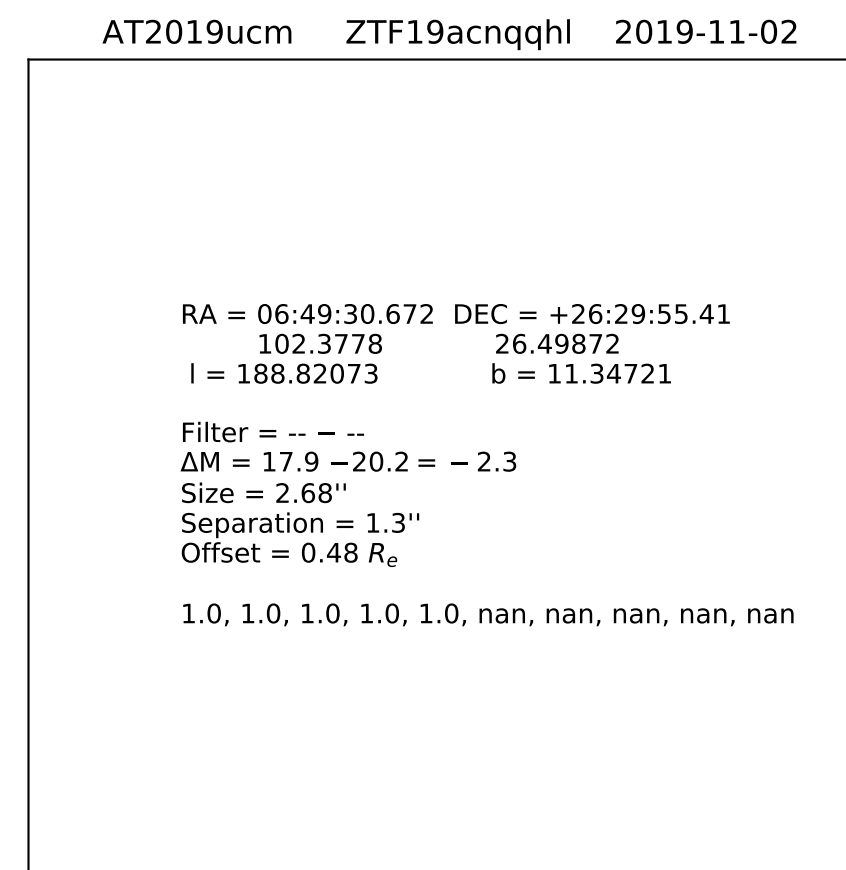 AT2019ucm ZTF19acnqqhl 2019-11-02
RA = 06:49:30.672 DEC = +26:29:55.41
102.3778 26.49872
l = 188.82073 b = 11.34721
Filter = -- − --
ΔM = 17.9 −20.2 = − 2.3
Size = 2.68''
Separation = 1.3''
Offset = 0.48 Rₑ
1.0, 1.0, 1.0, 1.0, 1.0, nan, nan, nan, nan, nan